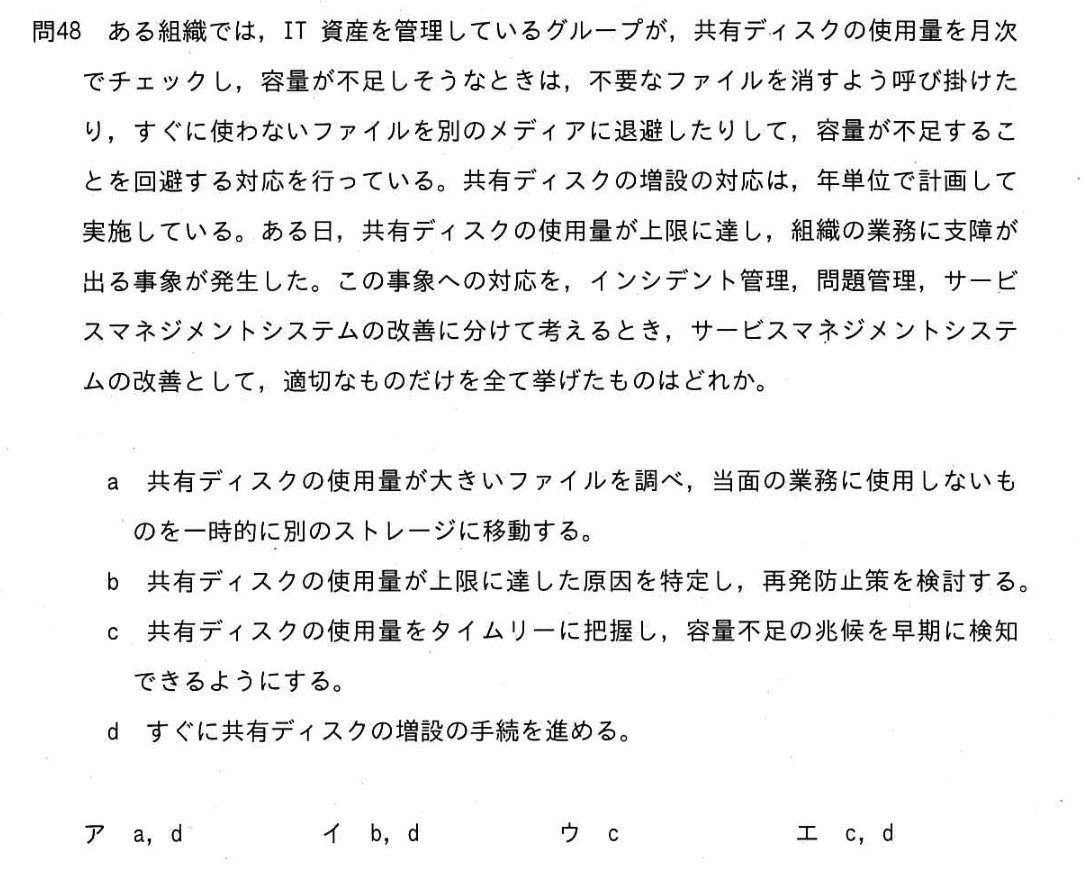 問48　ある組織では，IT 資産を管理しているグループが，共有ディスクの使用量を月次
でチェックし，容量が不足しそうなときは，不要なファイルを消すよう呼び掛けた
り，すぐに使わないファイルを別のメディアに退避したりして，容量が不足するこ
とを回避する対応を行っている。共有ディスクの増設の対応は，年単位で計画して
実施している。ある日，共有ディスクの使用量が上限に達し，組織の業務に支障が
出る事象が発生した。この事象への対応を，インシデント管理，問題管理，サービ
スマネジメントシステムの改善に分けて考えるとき，サービスマネジメントシステ
ムの改善として，適切なものだけを全て挙げたものはどれか。
a　共有ディスクの使用量が大きいファイルを調べ，当面の業務に使用しないも
のを一時的に別のストレージに移動する。
b　共有ディスクの使用量が上限に達した原因を特定し，再発防止策を検討する。
c　共有ディスクの使用量をタイムリーに把握し，容量不足の兆候を早期に検知
できるようにする。
d　すぐに共有ディスクの増設の手続を進める。
ア　a，d　イ　b，d　ウ　c　エ　c，d